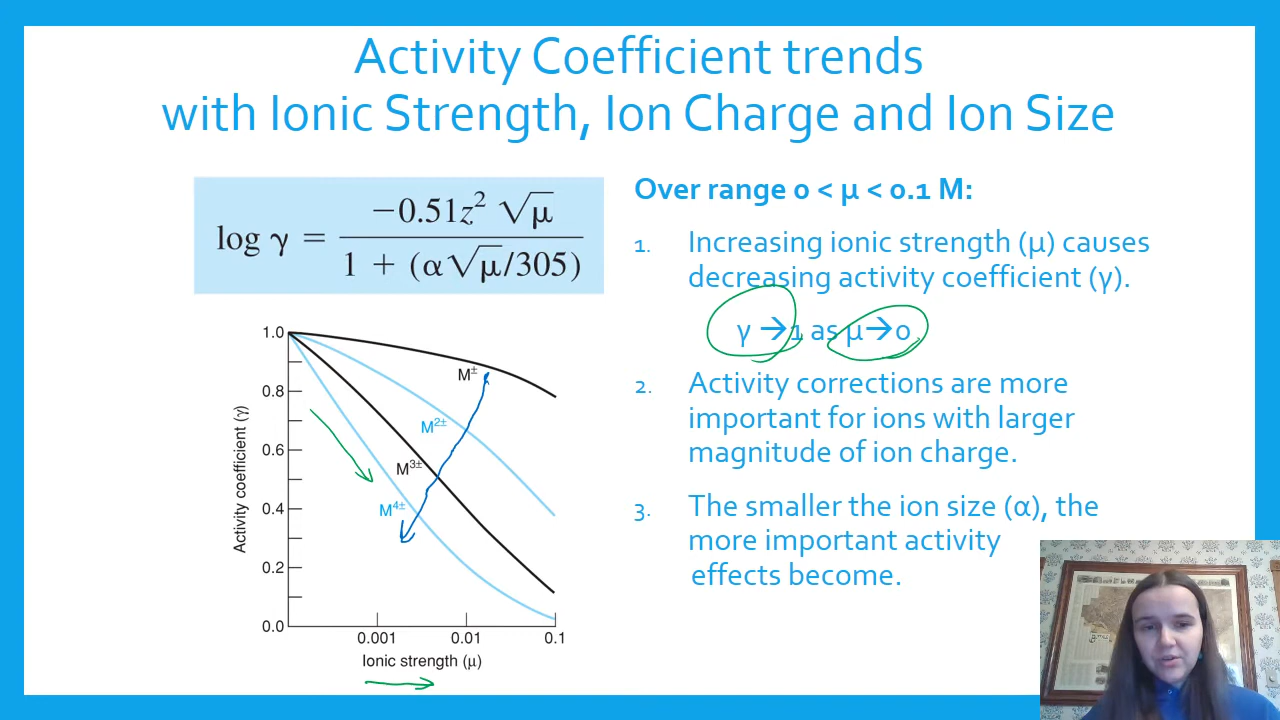 Activity Coefficient trends
with Ionic Strength, Ion Charge and Ion Size
log γ = −0.51z² √μ / 1 + (α√μ/305)
Over range 0 < μ < 0.1 M:
1. Increasing ionic strength (μ) causes
decreasing activity coefficient (γ).
γ →1 as μ→0
2. Activity corrections are more
important for ions with larger
magnitude of ion charge.
3. The smaller the ion size (α), the
more important activity
effects become.
Activity coefficient (γ)
1.0
0.8
0.6
0.4
0.2
0.0
M±
M2±
M3±
M4±
0.001 0.01 0.1
Ionic strength (μ)